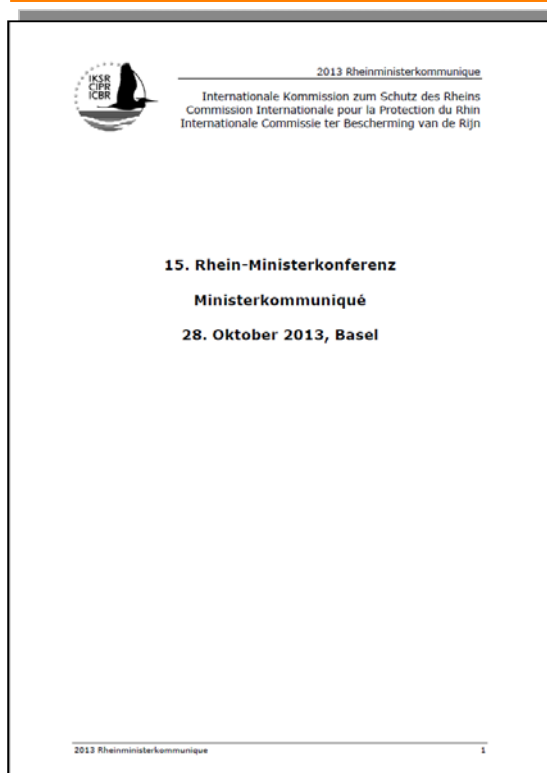 IKSR
CIPR
ICBR
2013 Rheinministerkommunique
Internationale Kommission zum Schutz des Rheins
Commission Internationale pour la Protection du Rhin
Internationale Commissie ter Bescherming van de Rijn
15. Rhein-Ministerkonferenz
Ministerkommuniqué
28. Oktober 2013, Basel
2013 Rheinministerkommunique 1